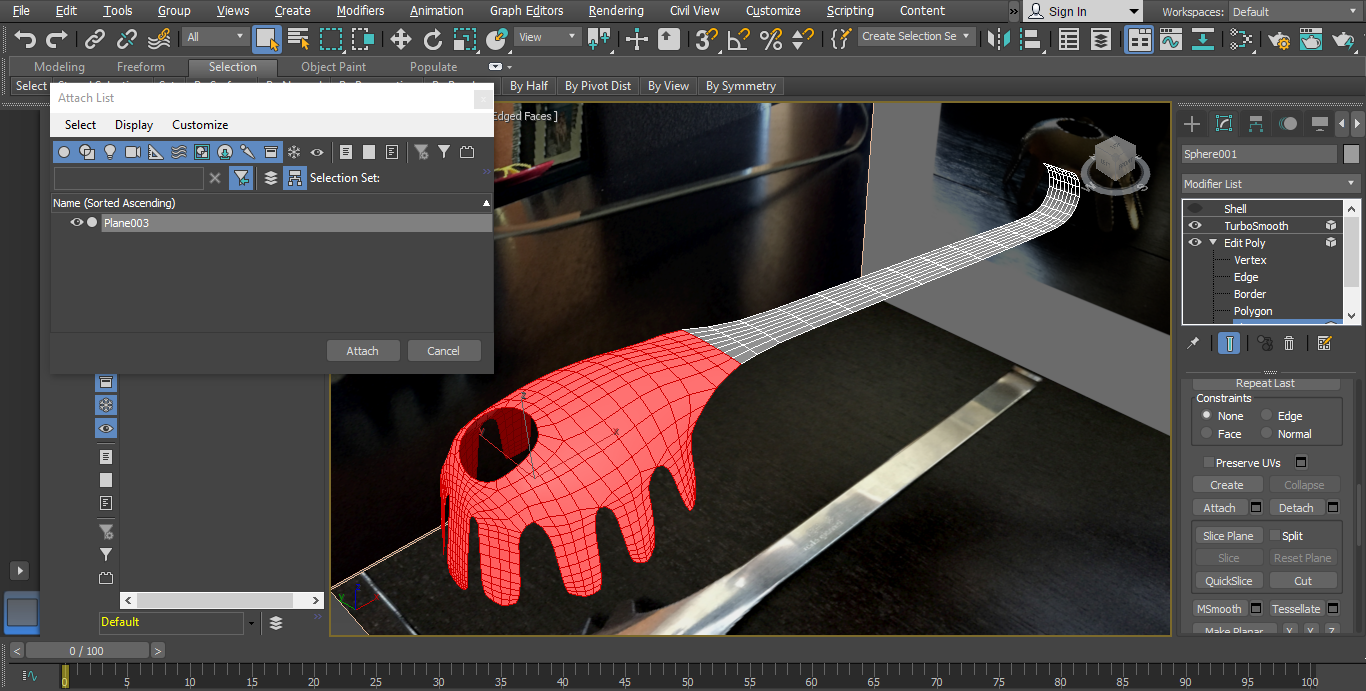 File Edit Tools Group Views Create Modifiers Animation Graph Editors Rendering Civil View Customize Scripting Content » Sign In Workspaces: Default
All View 3 Create Selection Se
Modeling Freeform Selection Object Paint Populate
Select By Half By Pivot Dist By View By Symmetry
Attach List
Select Display Customize
Selection Set:
Name (Sorted Ascending)
Plane003
Attach Cancel
Edged Faces ]
Sphere001
Modifier List
Shell
TurboSmooth
Edit Poly
Vertex
Edge
Border
Polygon
Repeat Last
Constraints
None Edge
Face Normal
Preserve UVs
Create Collapse
Attach Detach
Slice Plane Split
Slice Reset Plane
QuickSlice Cut
MSmooth Tessellate
Make Planar X Y Z
Default
< 0 / 100 >
0 5 10 15 20 25 30 35 40 45 50 55 60 65 70 75 80 85 90 95 100